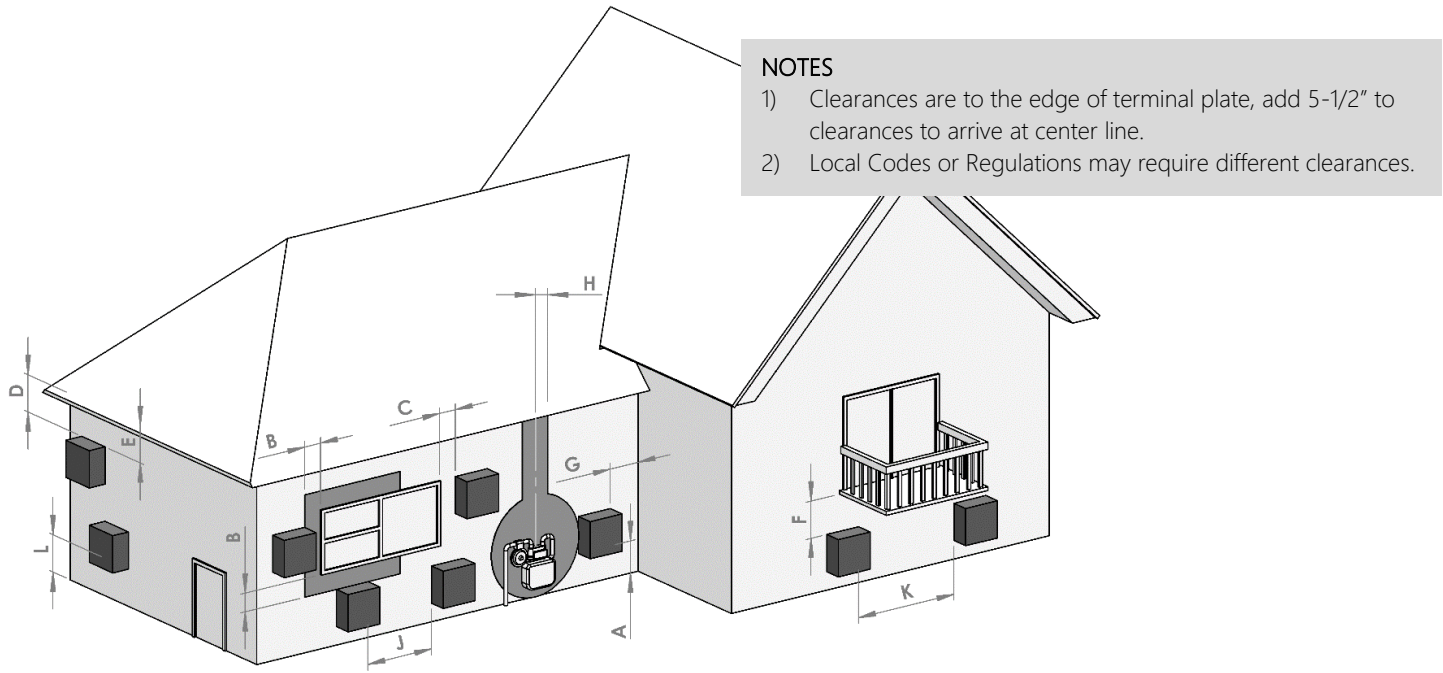 NOTES
1) Clearances are to the edge of terminal plate, add 5-1/2" to
clearances to arrive at center line.
2) Local Codes or Regulations may require different clearances.
H
D
E
C
B
G
B
F
L
A
K
J